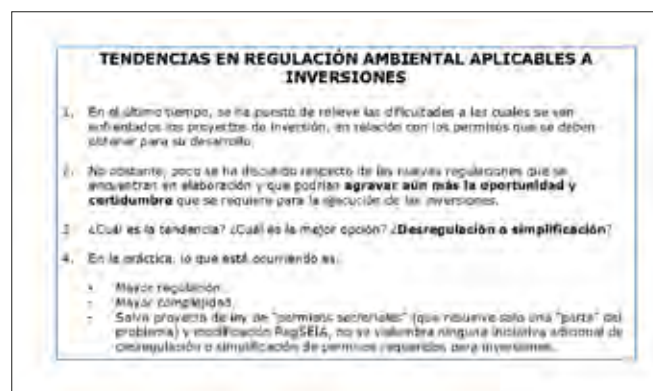 TENDENCIAS EN REGULACIÓN AMBIENTAL APLICABLES A
INVERSIONES
1. En el último tiempo, se ha puesto de relieve las dificultades a las cuales se ven
enfrentados los proyectos de inversión, en relación con los permisos que se deben
obtener para su desarrollo.
2. No obstante, poco se ha discutido respecto de las nuevas regulaciones que se
encuentran en elaboración y que podrían agravar aún más la oportunidad y
certidumbre que se requiere para la ejecución de las inversiones.
3. ¿Cuál es la tendencia? ¿Cuál es la mejor opción? ¿Desregulación o simplificación?
4. En la práctica, lo que está ocurriendo es:
- Mayor regulación.
- Mayor complejidad.
- Salvo proyecto de ley de "permisos sectoriales" (que resuelve solo una "parte" del
problema) y modificación RegSEIA, no se vislumbra ninguna iniciativa adicional de
desregulación o simplificación de permisos requeridos para inversiones.